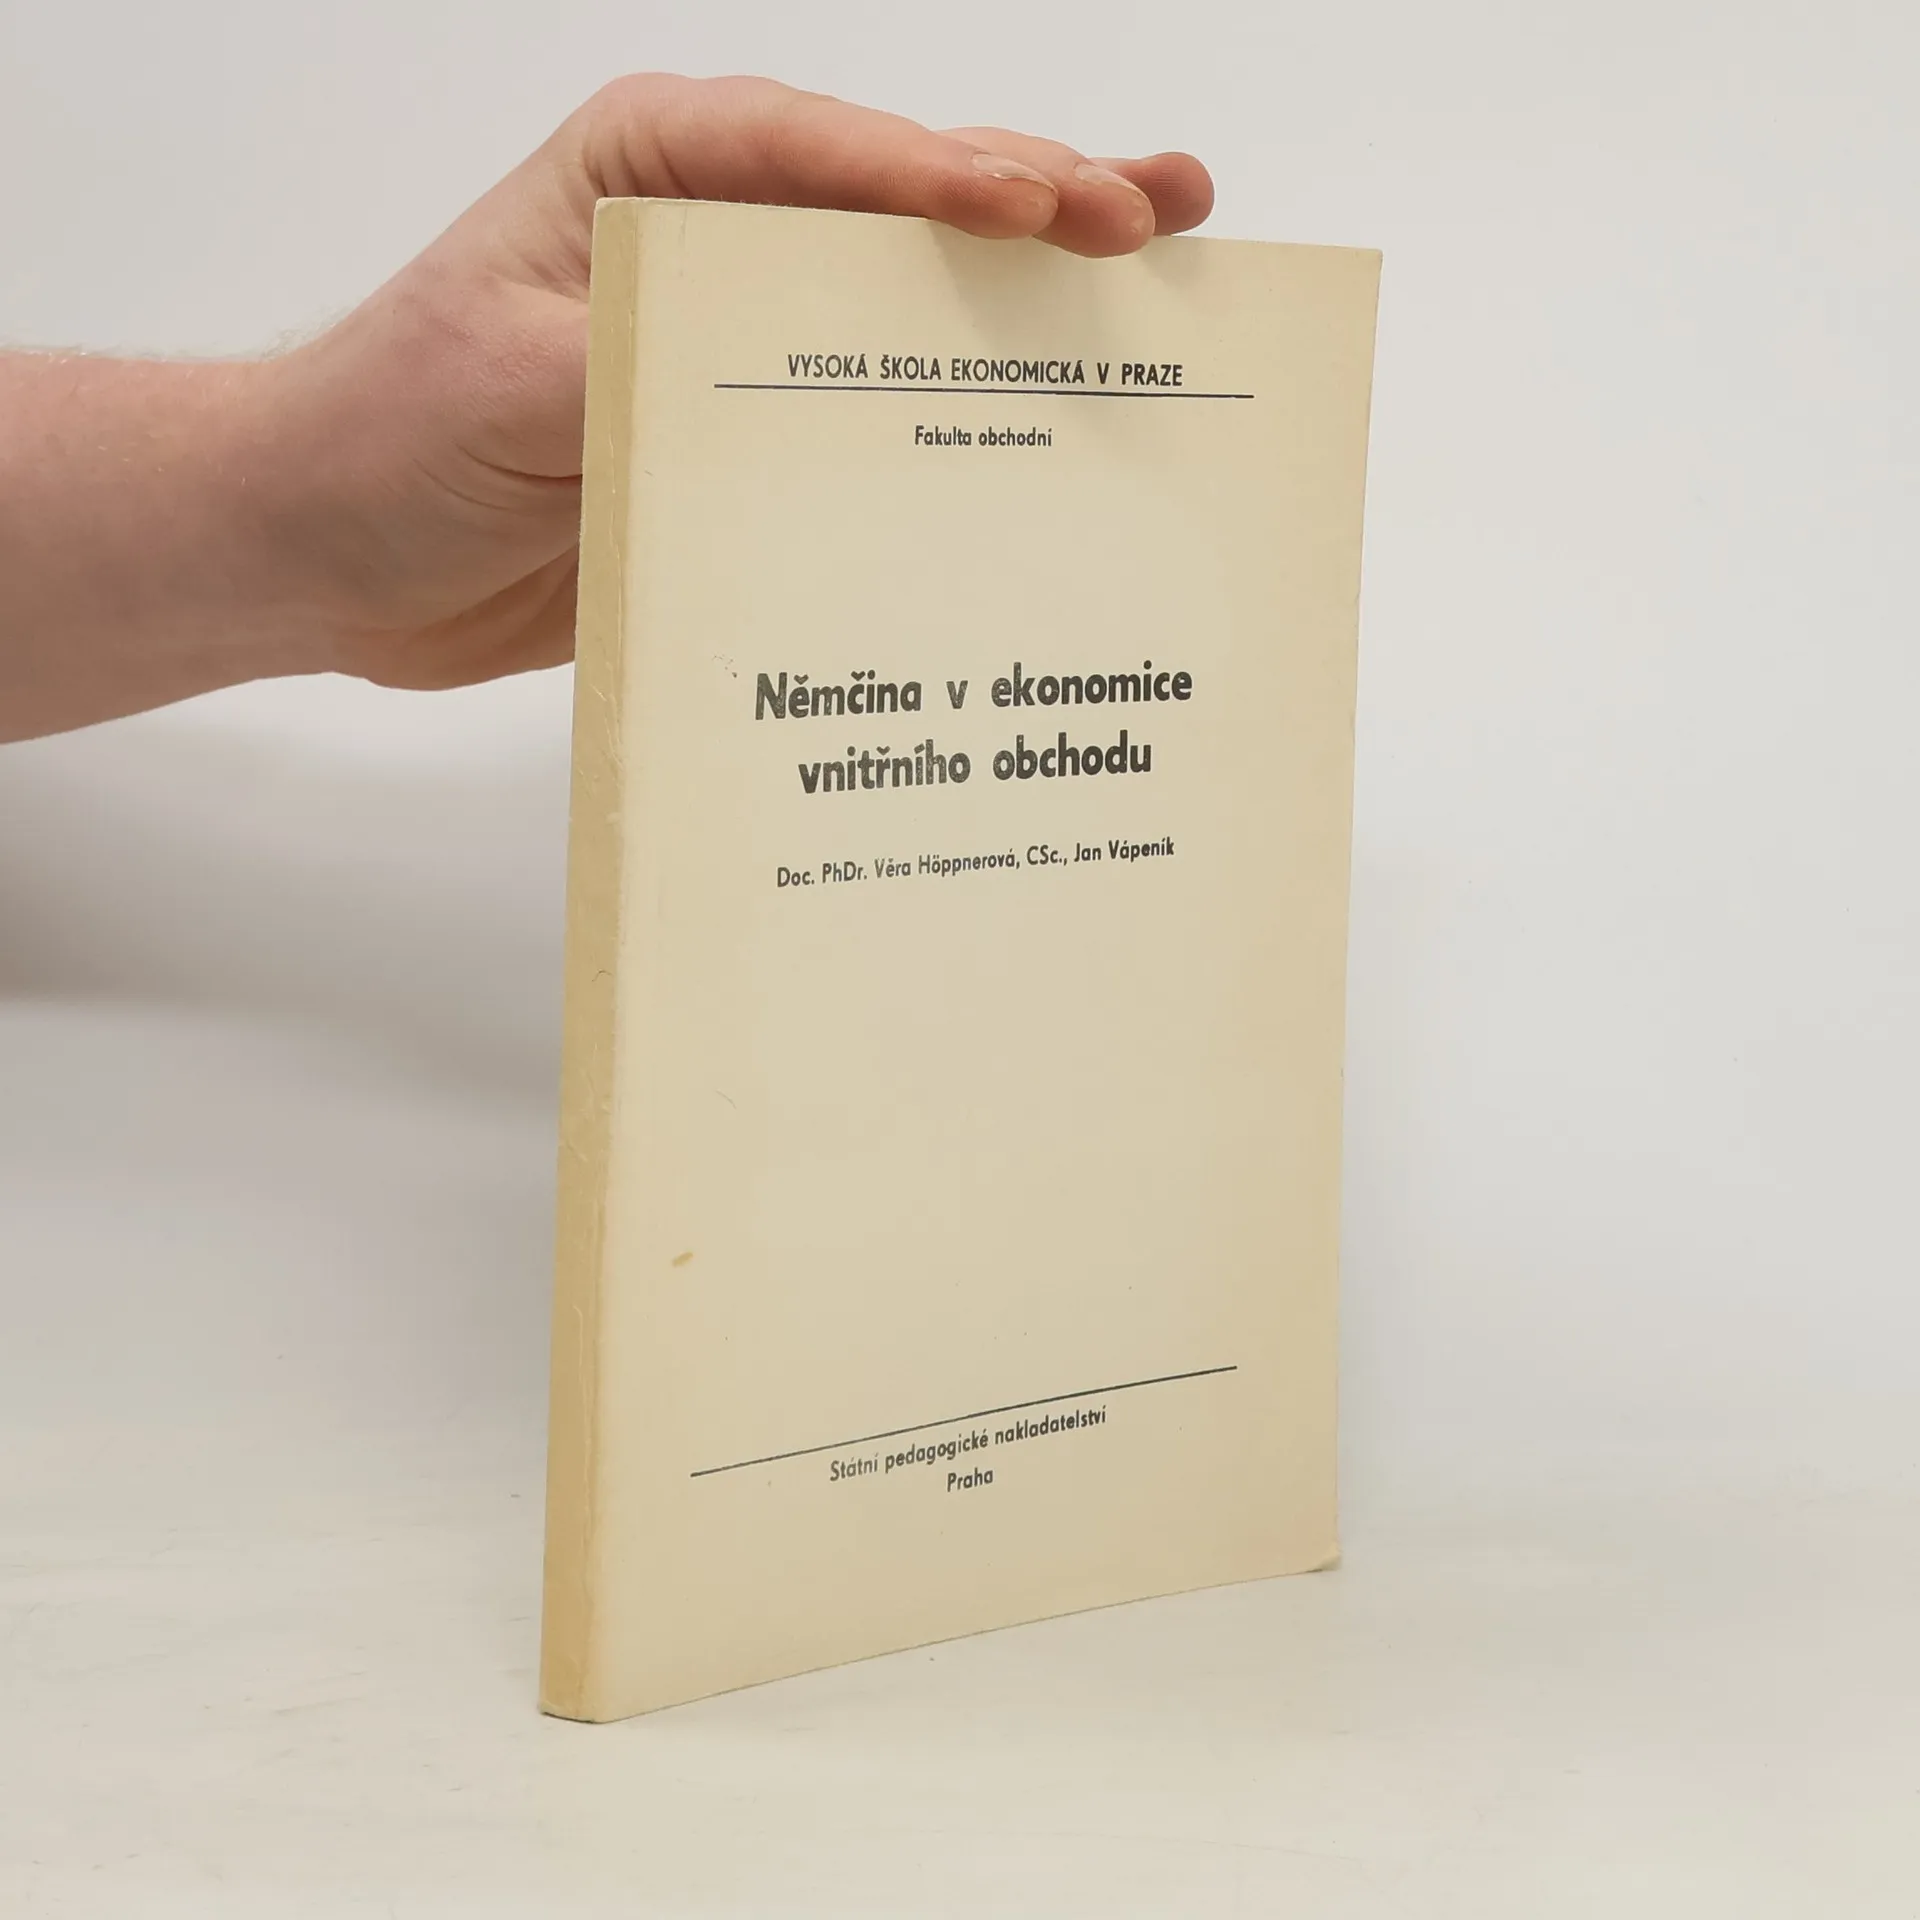 VYSOKÁ ŠKOLA EKONOMICKÁ V PRAZE
Fakulta obchodní
Němčina v ekonomice
vnitřního obchodu
Doc. PhDr. Věra Höppnerová, CSc., Jan Vápeník
Státní pedagogické nakladatelství
Praha